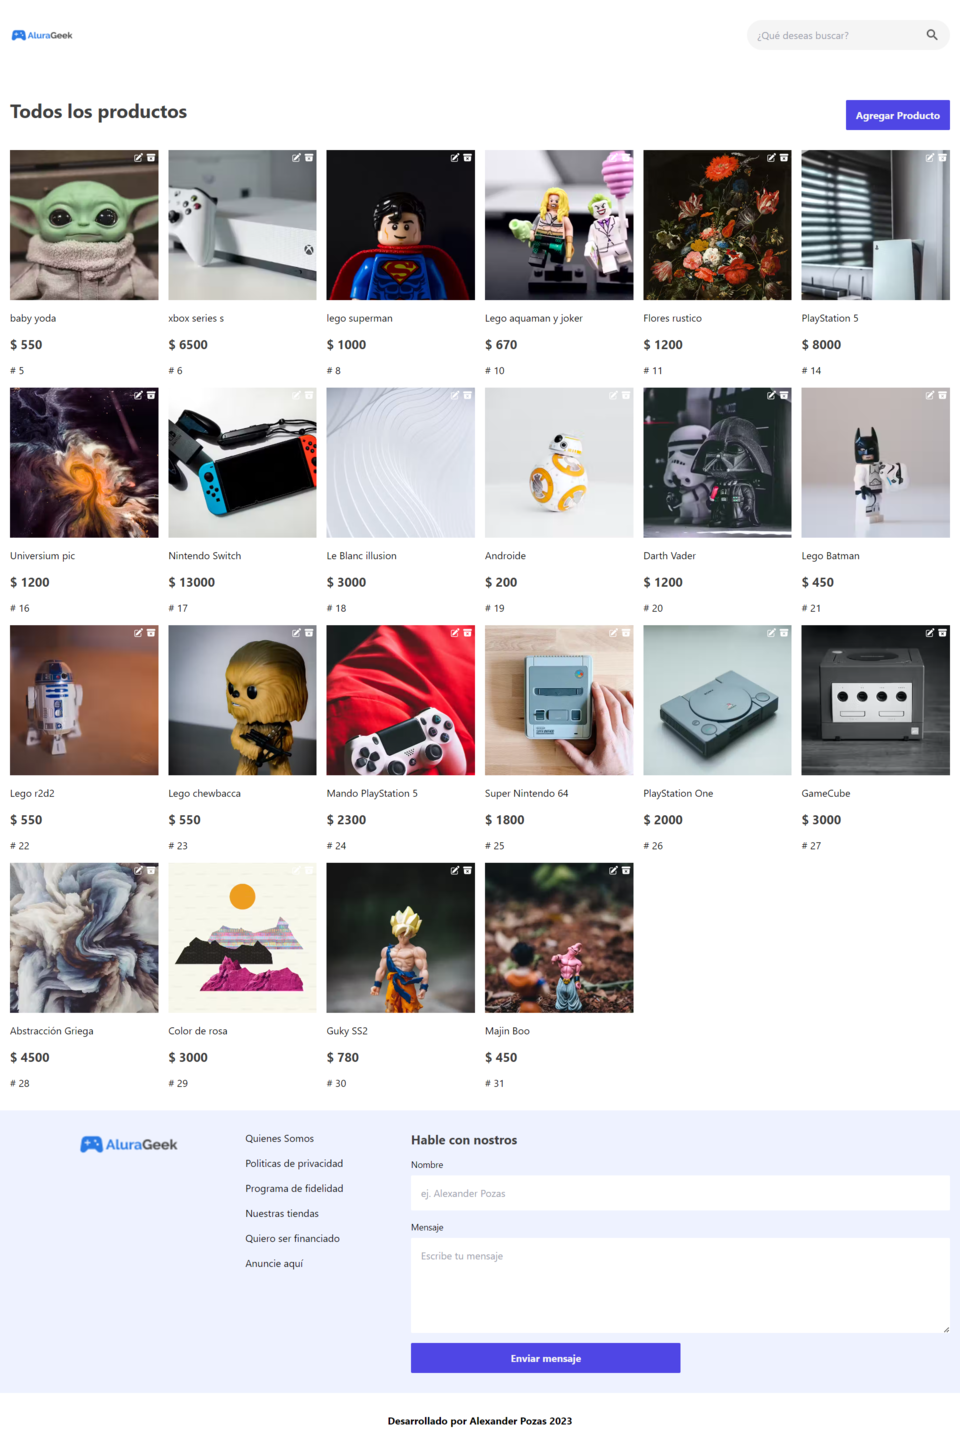 AluraGeek
¿Qué deseas buscar?
Todos los productos
Agregar Producto
baby yoda
$ 550
# 5
xbox series s
$ 6500
# 6
lego superman
$ 1000
# 8
Lego aquaman y joker
$ 670
# 10
Flores rustico
$ 1200
# 11
PlayStation 5
$ 8000
# 14
Universium pic
$ 1200
# 16
Nintendo Switch
$ 13000
# 17
Le Blanc illusion
$ 3000
# 18
Androide
$ 200
# 19
Darth Vader
$ 1200
# 20
Lego Batman
$ 450
# 21
Lego r2d2
$ 550
# 22
Lego chewbacca
$ 550
# 23
Mando PlayStation 5
$ 2300
# 24
Super Nintendo 64
$ 1800
# 25
PlayStation One
$ 2000
# 26
GameCube
$ 3000
# 27
Abstracción Griega
$ 4500
# 28
Color de rosa
$ 3000
# 29
Guky SS2
$ 780
# 30
Majin Boo
$ 450
# 31
AluraGeek
Quienes Somos
Politicas de privacidad
Programa de fidelidad
Nuestras tiendas
Quiero ser financiado
Anuncie aquí
Hable con nostros
Nombre
ej. Alexander Pozas
Mensaje
Escribe tu mensaje
Enviar mensaje
Desarrollado por Alexander Pozas 2023